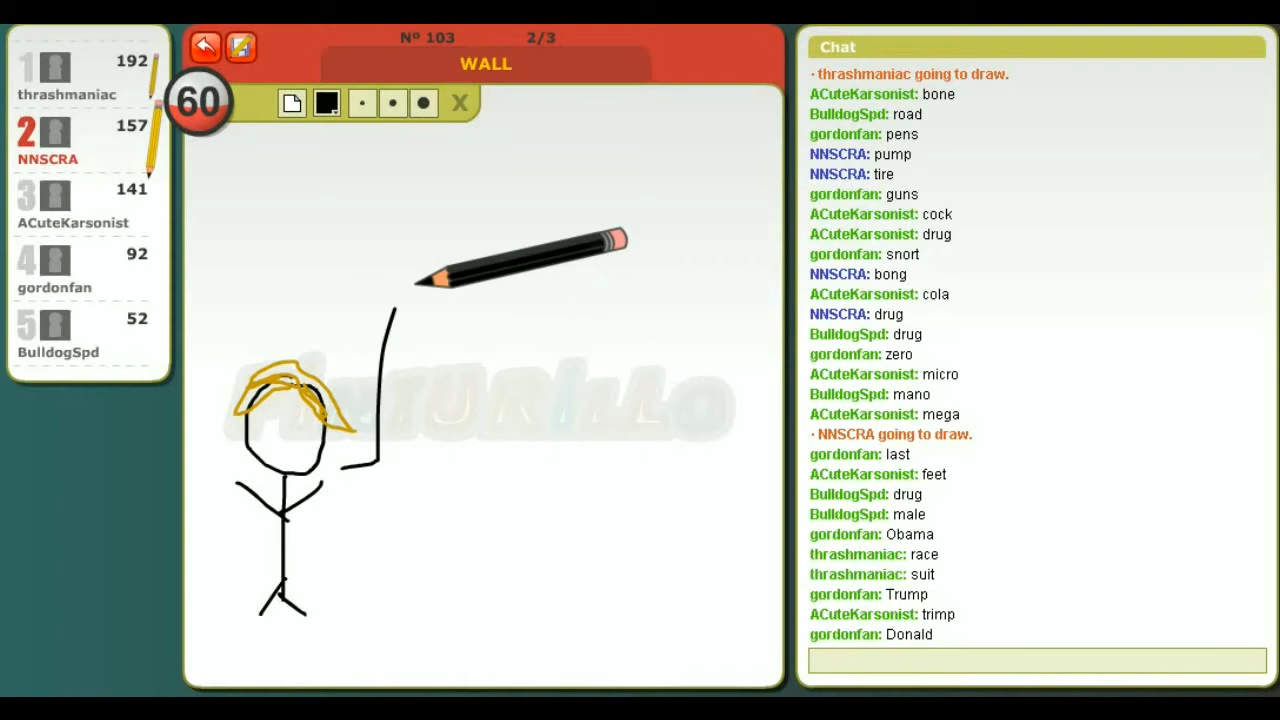 1 192
thrashmaniac
2 157
NNSCRA
3 141
ACuteKarsonist
4 92
gordonfan
5 52
BulldogSpd
Nº 103 2/3
WALL
60
X
PINTURILLO
Chat
· thrashmaniac going to draw.
ACuteKarsonist: bone
BulldogSpd: road
gordonfan: pens
NNSCRA: pump
NNSCRA: tire
gordonfan: guns
ACuteKarsonist: cock
ACuteKarsonist: drug
gordonfan: snort
NNSCRA: bong
ACuteKarsonist: cola
NNSCRA: drug
BulldogSpd: drug
gordonfan: zero
ACuteKarsonist: micro
BulldogSpd: mano
ACuteKarsonist: mega
· NNSCRA going to draw.
gordonfan: last
ACuteKarsonist: feet
BulldogSpd: drug
BulldogSpd: male
gordonfan: Obama
thrashmaniac: race
thrashmaniac: suit
gordonfan: Trump
ACuteKarsonist: trimp
gordonfan: Donald